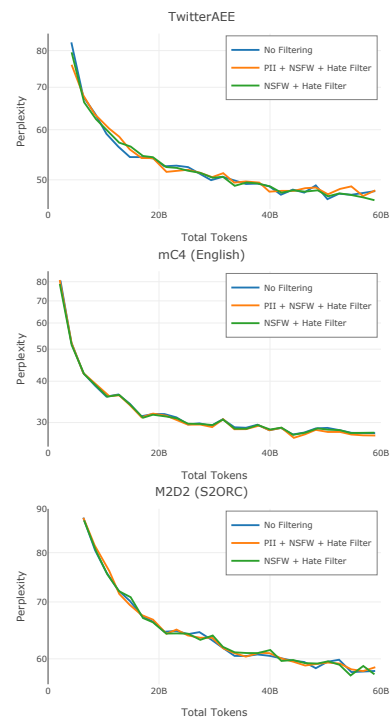 TwitterAEE
80
70
60
50
Perplexity
No Filtering
PII + NSFW + Hate Filter
NSFW + Hate Filter
0
20B
40B
60B
Total Tokens
mC4 (English)
80
70
60
50
40
30
Perplexity
No Filtering
PII + NSFW + Hate Filter
NSFW + Hate Filter
0
20B
40B
60B
Total Tokens
M2D2 (S2ORC)
90
70
60
Perplexity
80
No Filtering
PII + NSFW + Hate Filter
NSFW + Hate Filter
0
20B
40B
60B
Total Tokens